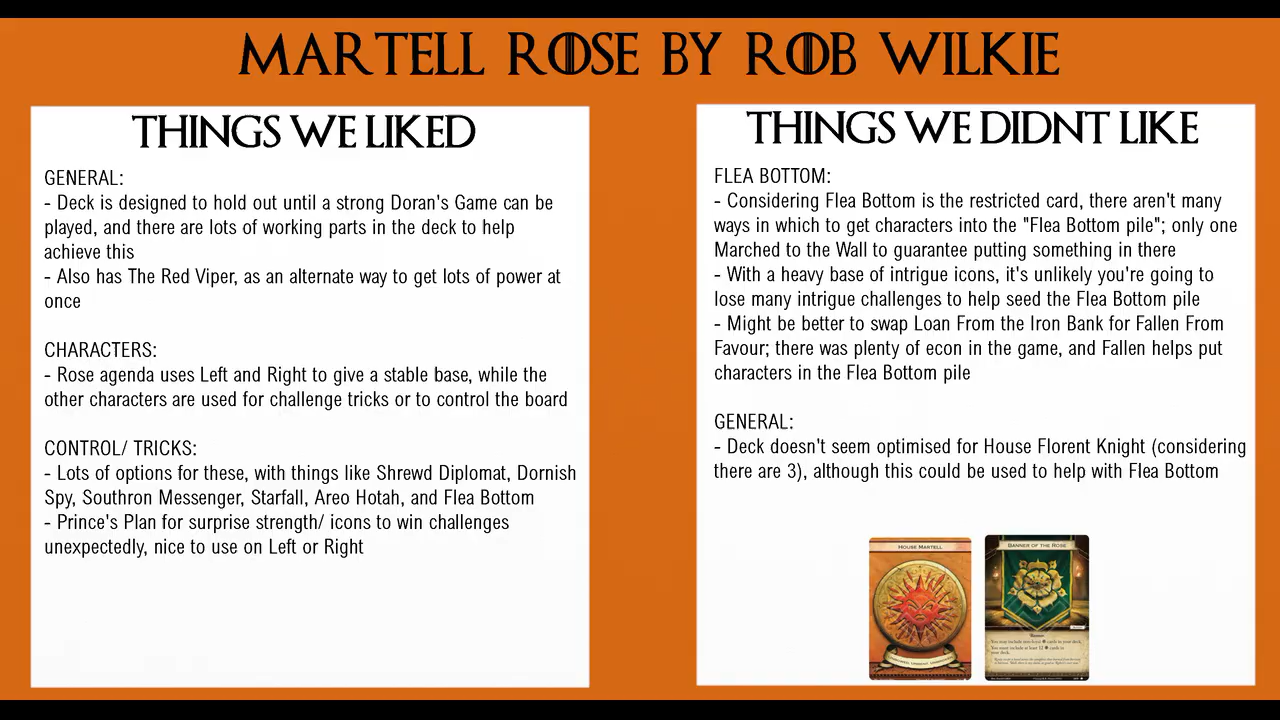 MARTELL ROSE BY ROB WILKIE
THINGS WE LIKED
GENERAL:
- Deck is designed to hold out until a strong Doran's Game can be
played, and there are lots of working parts in the deck to help
achieve this
- Also has The Red Viper, as an alternate way to get lots of power at
once
CHARACTERS:
- Rose agenda uses Left and Right to give a stable base, while the
other characters are used for challenge tricks or to control the board
CONTROL/ TRICKS:
- Lots of options for these, with things like Shrewd Diplomat, Dornish
Spy, Southron Messenger, Starfall, Areo Hotah, and Flea Bottom
- Prince's Plan for surprise strength/ icons to win challenges
unexpectedly, nice to use on Left or Right
THINGS WE DIDNT LIKE
FLEA BOTTOM:
- Considering Flea Bottom is the restricted card, there aren't many
ways in which to get characters into the "Flea Bottom pile"; only one
Marched to the Wall to guarantee putting something in there
- With a heavy base of intrigue icons, it's unlikely you're going to
lose many intrigue challenges to help seed the Flea Bottom pile
- Might be better to swap Loan From the Iron Bank for Fallen From
Favour; there was plenty of econ in the game, and Fallen helps put
characters in the Flea Bottom pile
GENERAL:
- Deck doesn't seem optimised for House Florent Knight (considering
there are 3), although this could be used to help with Flea Bottom
HOUSE MARTELL
BANNER OF THE ROSE